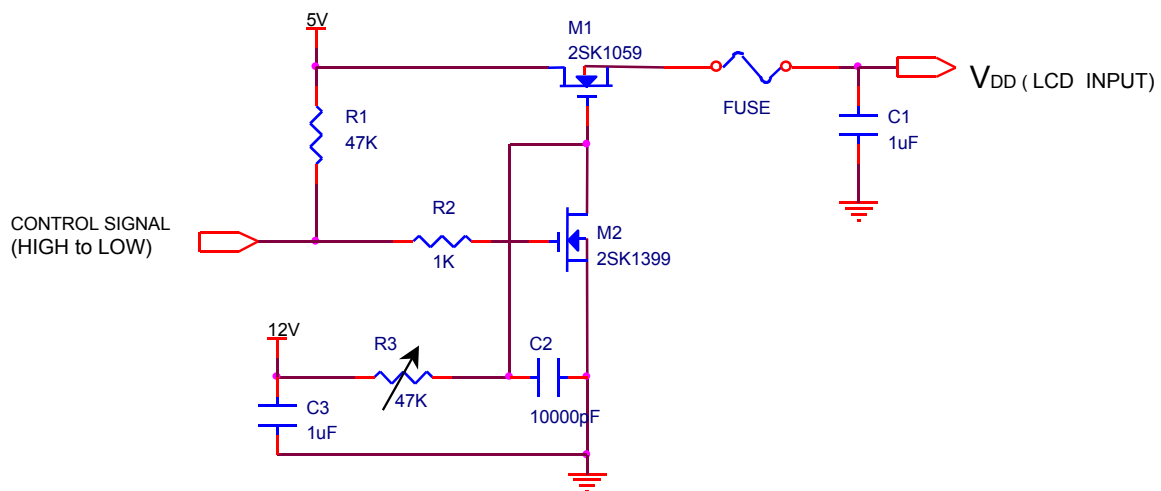 5V
M1
2SK1059
FUSE
VDD ( LCD INPUT)
R1
47K
C1
1uF
CONTROL SIGNAL
(HIGH to LOW)
R2
1K
M2
2SK1399
12V
R3
47K
C2
10000pF
C3
1uF